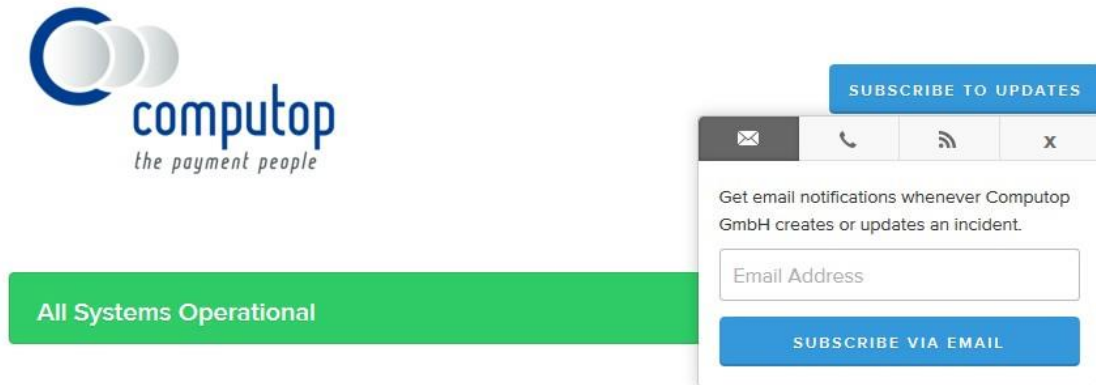 computop
the payment people
SUBSCRIBE TO UPDATES
x
Get email notifications whenever Computop
GmbH creates or updates an incident.
Email Address
SUBSCRIBE VIA EMAIL
All Systems Operational